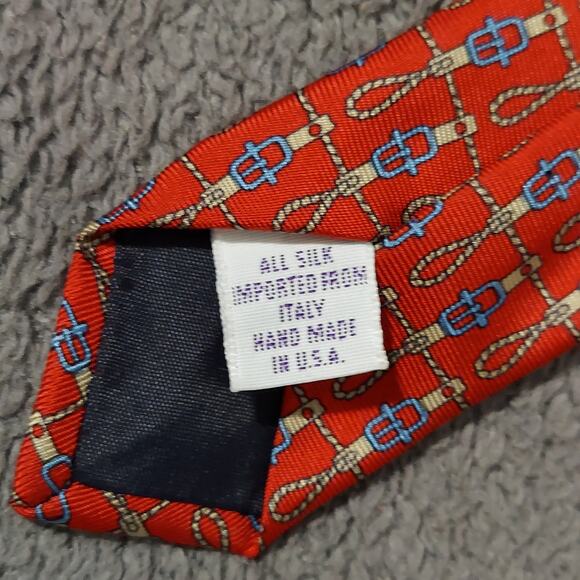 ALL SILK
IMPORTED FROM
ITALY
HAND MADE
IN U.S.A.